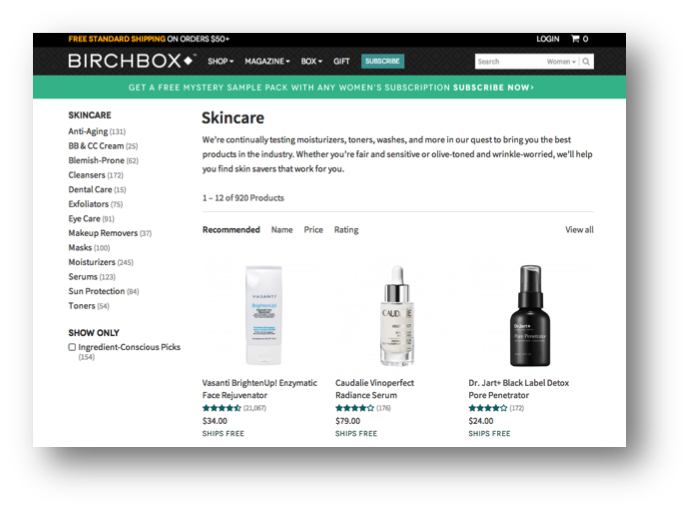 FREE STANDARD SHIPPING ON ORDERS $50+
LOGIN 0
BIRCHBOX
SHOP MAGAZINE BOX GIFT SUBSCRIBE
Search Women
GET A FREE MYSTERY SAMPLE PACK WITH ANY WOMEN'S SUBSCRIPTION SUBSCRIBE NOW›
SKINCARE
Anti-Aging (131)
BB & CC Cream (25)
Blemish-Prone (62)
Cleansers (172)
Dental Care (15)
Exfoliators (75)
Eye Care (91)
Makeup Removers (37)
Masks (100)
Moisturizers (245)
Serums (123)
Sun Protection (84)
Toners (54)
SHOW ONLY
Ingredient-Conscious Picks
(154)
Skincare
We're continually testing moisturizers, toners, washes, and more in our quest to bring you the best
products in the industry. Whether you're fair and sensitive or olive-toned and wrinkle-worried, we'll help
you find skin savers that work for you.
1 – 12 of 920 Products
Recommended Name Price Rating
View all
VASANTI
BrightenUp!
CAUDALÍE
Dr.Jart+
Pore Penetrator
Vasanti BrightenUp! Enzymatic
Face Rejuvenator
(21,067)
$34.00
SHIPS FREE
Caudalie Vinoperfect
Radiance Serum
(176)
$79.00
SHIPS FREE
Dr. Jart+ Black Label Detox
Pore Penetrator
(172)
$24.00
SHIPS FREE